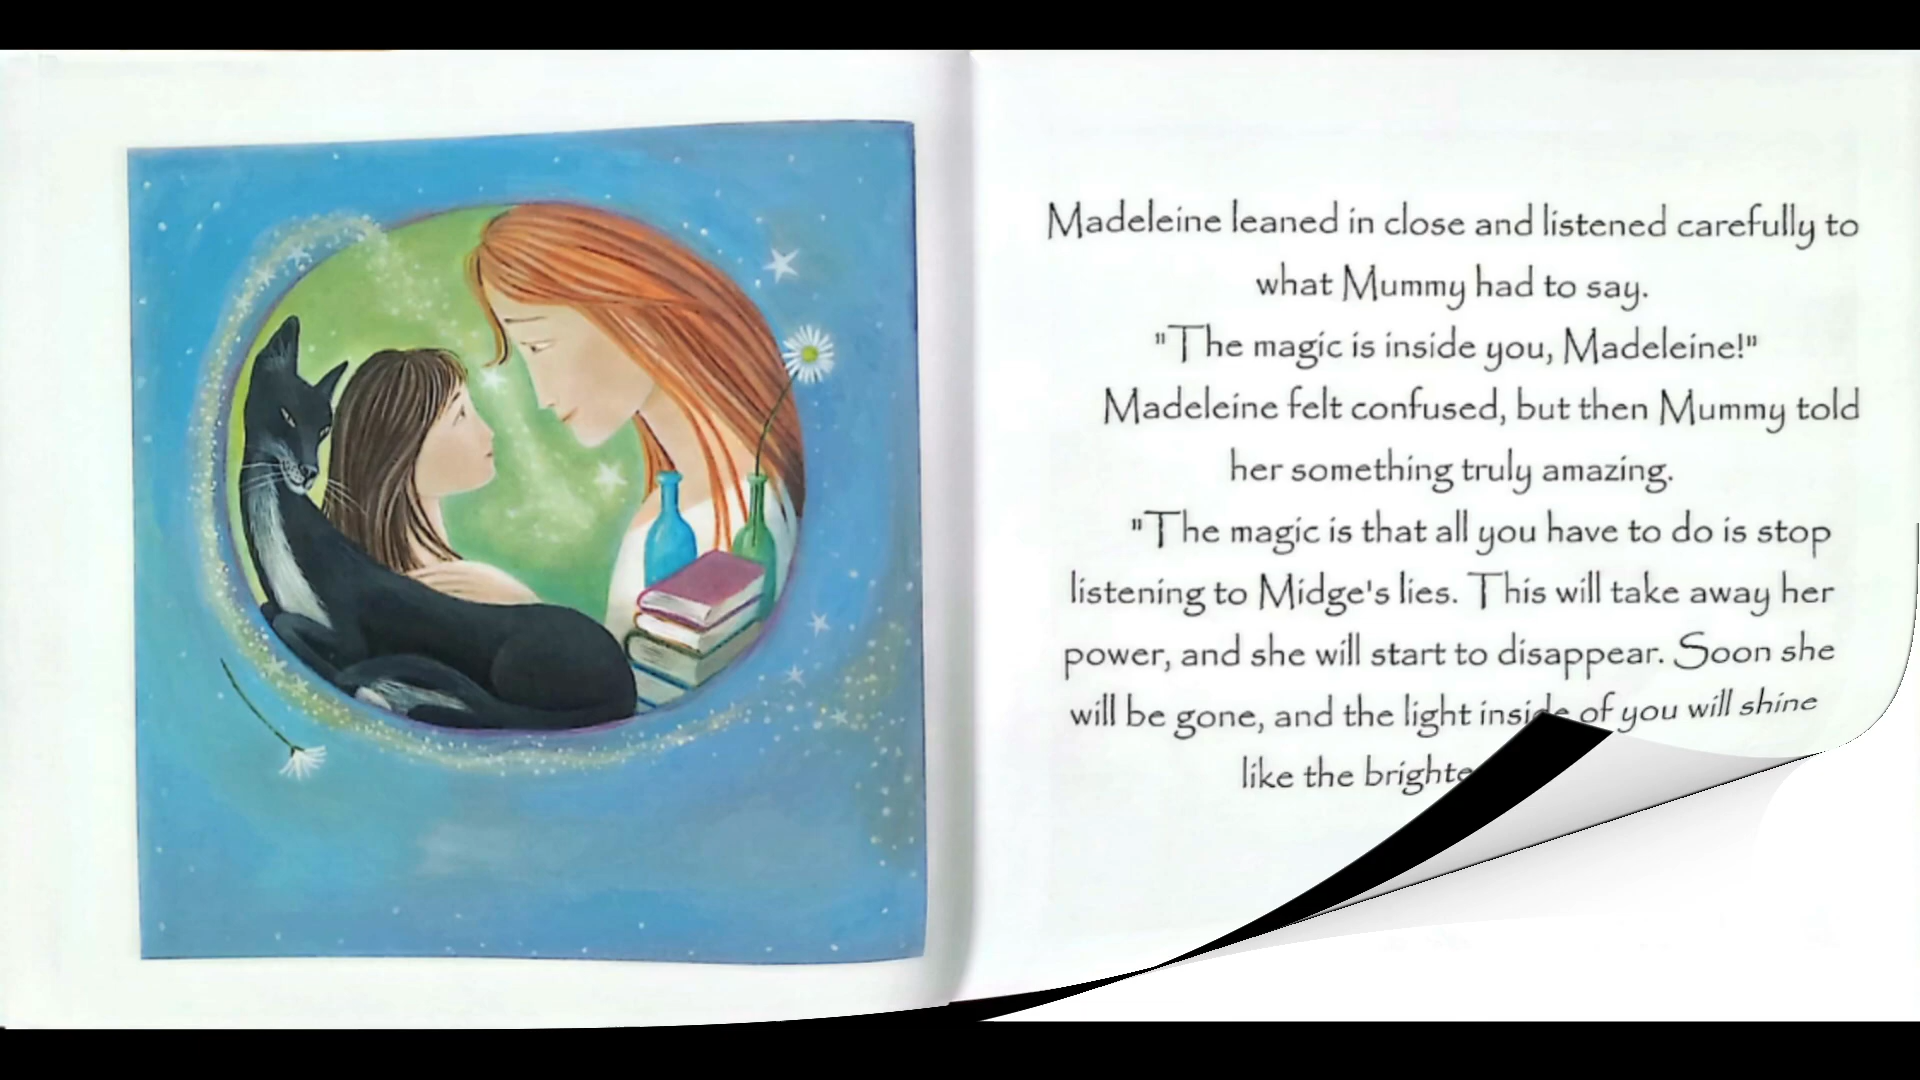 Madeleine leaned in close and listened carefully to
what Mummy had to say.
"The magic is inside you, Madeleine!"
Madeleine felt confused, but then Mummy told
her something truly amazing.
"The magic is that all you have to do is stop
listening to Midge's lies. This will take away her
power, and she will start to disappear. Soon she
will be gone, and the light inside of you will shine
like the